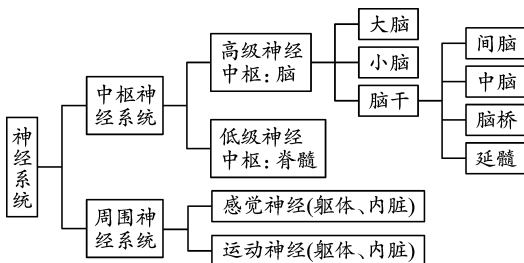 神
经
系
统
中枢神
经系统
高级神经
中枢:脑
大脑
小脑
脑干
间脑
中脑
脑桥
延髓
低级神经
中枢:脊髓
周围神
经系统
感觉神经(躯体、内脏)
运动神经(躯体、内脏)